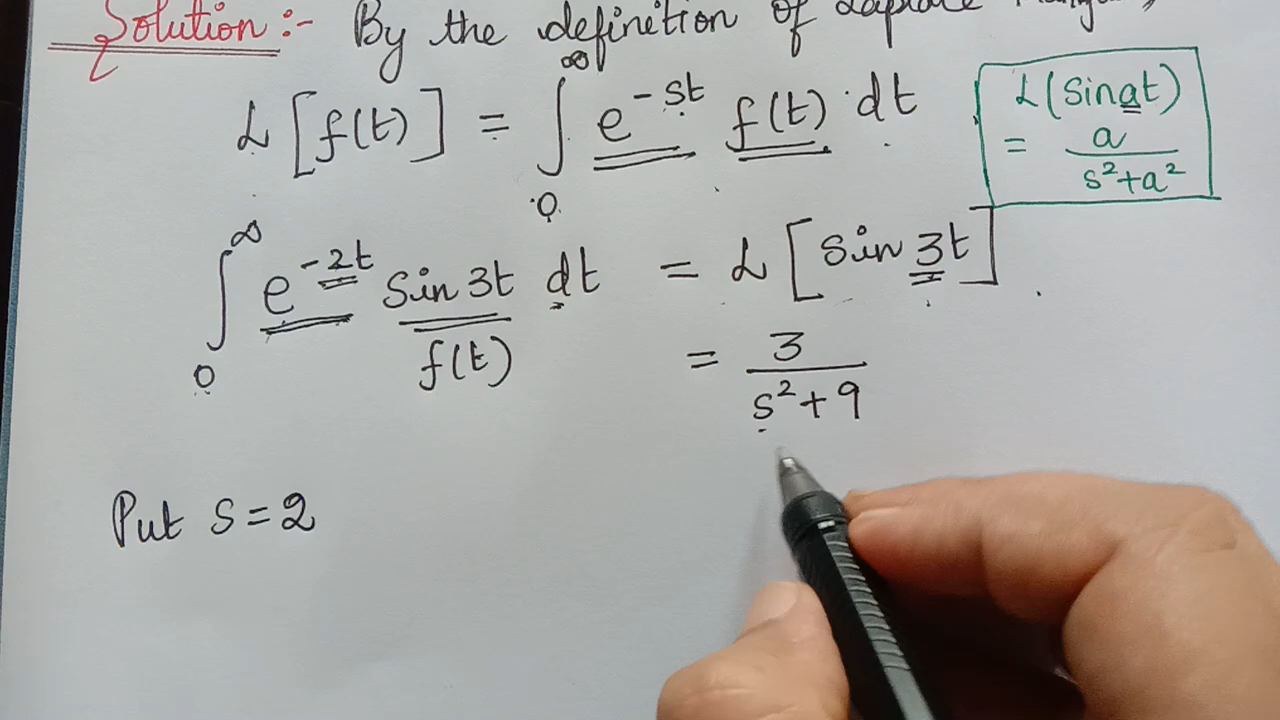 Solution:- By the definition of Laplace
L [f(t)] = ∫₀^∞ e^-st f(t) dt
L(Sin at)
= a/(s²+a²)
∫₀^∞ e^-2t Sin 3t dt = L [Sin 3t]
f(t)
= 3/(s²+9)
Put S=2